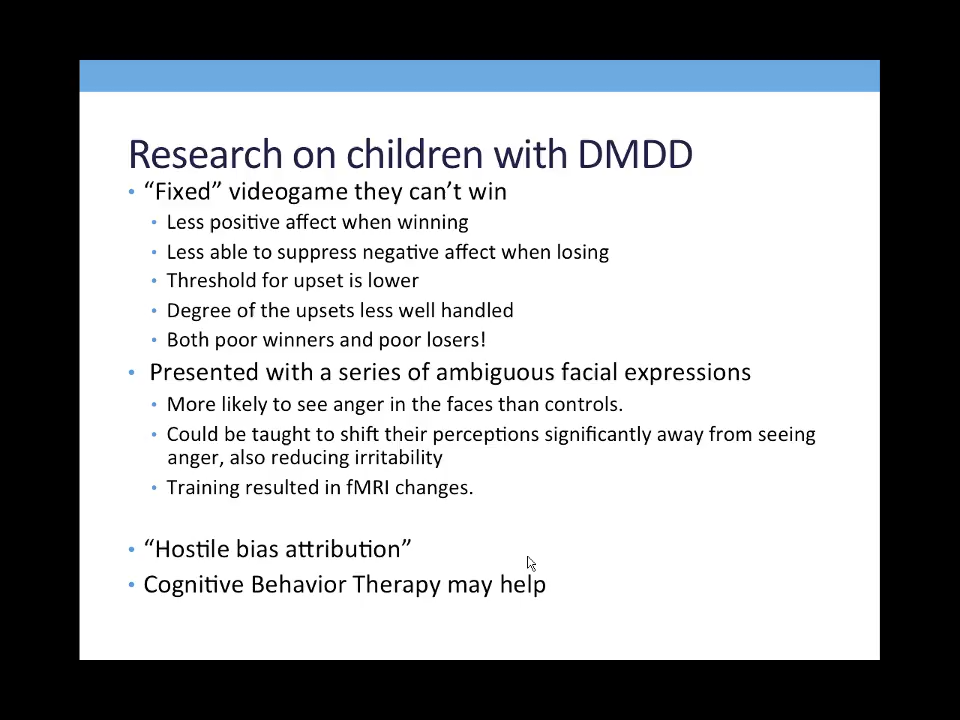 Research on children with DMDD
• “Fixed” videogame they can’t win
• Less positive affect when winning
• Less able to suppress negative affect when losing
• Threshold for upset is lower
• Degree of the upsets less well handled
• Both poor winners and poor losers!
• Presented with a series of ambiguous facial expressions
• More likely to see anger in the faces than controls.
• Could be taught to shift their perceptions significantly away from seeing
anger, also reducing irritability
• Training resulted in fMRI changes.
• “Hostile bias attribution”
• Cognitive Behavior Therapy may help